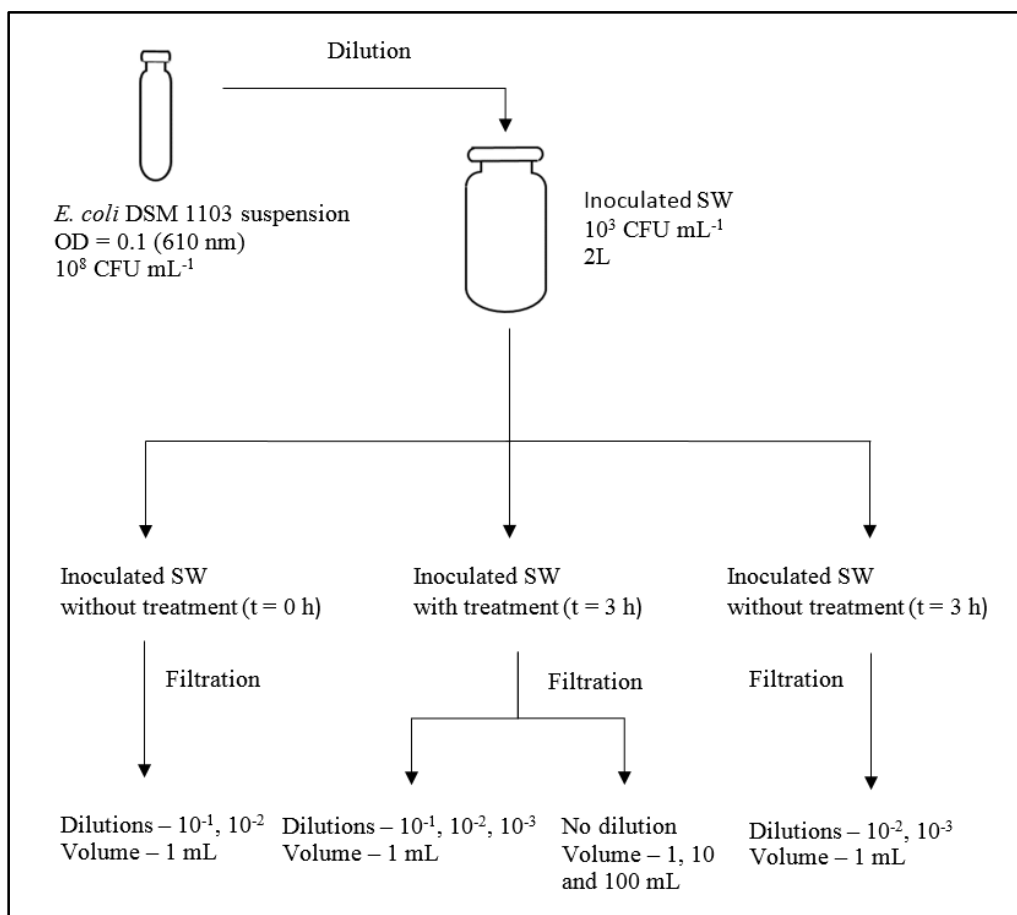 Dilution
E. coli DSM 1103 suspension
OD = 0.1 (610 nm)
10⁸ CFU mL⁻¹
Inoculated SW
10³ CFU mL⁻¹
2L
Inoculated SW
without treatment (t = 0 h)
Inoculated SW
with treatment (t = 3 h)
Inoculated SW
without treatment (t = 3 h)
Filtration
Filtration
Filtration
Dilutions – 10⁻¹, 10⁻²
Volume – 1 mL
Dilutions – 10⁻¹, 10⁻², 10⁻³
Volume – 1 mL
No dilution
Volume – 1, 10
and 100 mL
Dilutions – 10⁻², 10⁻³
Volume – 1 mL